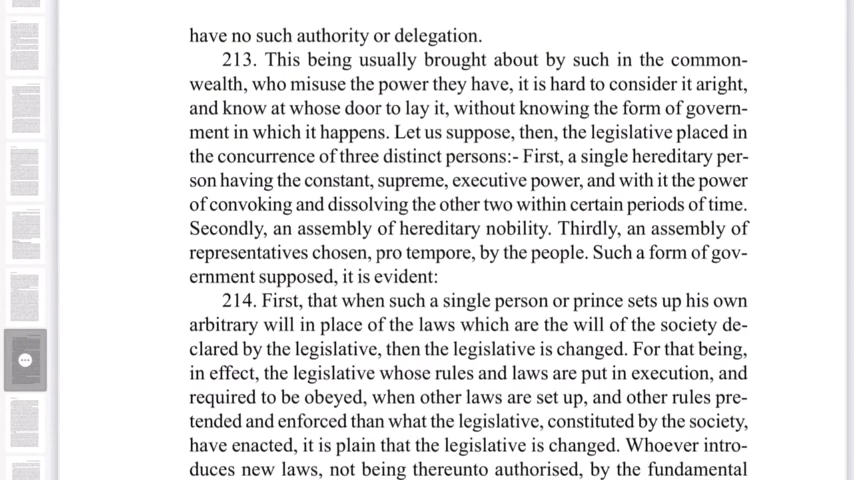 have no such authority or delegation.
213. This being usually brought about by such in the common-
wealth, who misuse the power they have, it is hard to consider it aright,
and know at whose door to lay it, without knowing the form of govern-
ment in which it happens. Let us suppose, then, the legislative placed in
the concurrence of three distinct persons:- First, a single hereditary per-
son having the constant, supreme, executive power, and with it the power
of convoking and dissolving the other two within certain periods of time.
Secondly, an assembly of hereditary nobility. Thirdly, an assembly of
representatives chosen, pro tempore, by the people. Such a form of gov-
ernment supposed, it is evident:
214. First, that when such a single person or prince sets up his own
arbitrary will in place of the laws which are the will of the society de-
clared by the legislative, then the legislative is changed. For that being,
in effect, the legislative whose rules and laws are put in execution, and
required to be obeyed, when other laws are set up, and other rules pre-
tended and enforced than what the legislative, constituted by the society,
have enacted, it is plain that the legislative is changed. Whoever intro-
duces new laws, not being thereunto authorised, by the fundamental